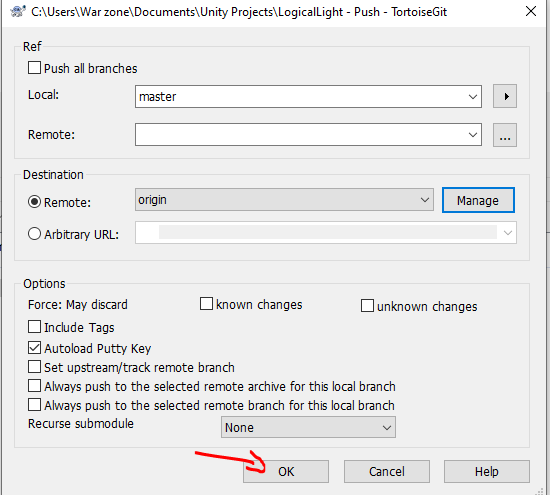 C:\Users\War zone\Documents\Unity Projects\LogicalLight - Push - TortoiseGit
Ref
Push all branches
Local: master
Remote: ...
Destination
Remote: origin Manage
Arbitrary URL:
Options
Force: May discard known changes unknown changes
Include Tags
Autoload Putty Key
Set upstream/track remote branch
Always push to the selected remote archive for this local branch
Always push to the selected remote branch for this local branch
Recurse submodule None
OK Cancel Help